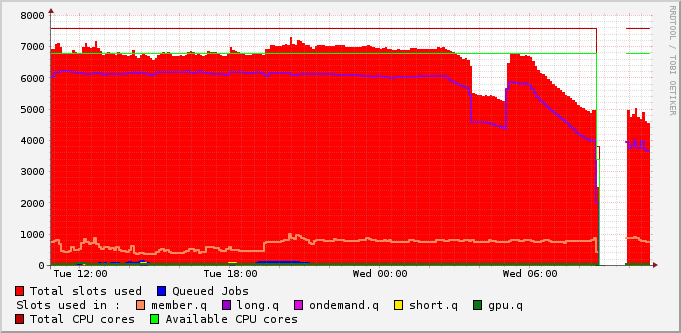 RRDTOOL / TOBI OETIKER
8000
7000
6000
5000
4000
3000
2000
1000
0
Tue 12:00 Tue 18:00 Wed 00:00 Wed 06:00
Total slots used Queued Jobs
Slots used in : member.q long.q ondemand.q short.q gpu.q
Total CPU cores Available CPU cores